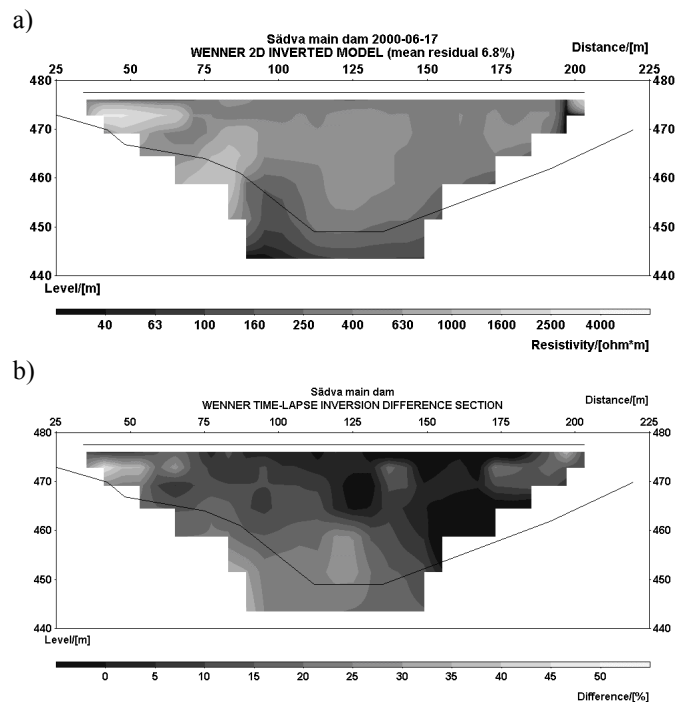 a)
Sädva main dam 2000-06-17
WENNER 2D INVERTED MODEL (mean residual 6.8%)
Distance/[m]
25 50 75 100 125 150 175 200 225
480 480
470 470
460 460
450 450
440 440
Level/[m]
40 63 100 160 250 400 630 1000 1600 2500 4000
Resistivity/[ohm*m]
b)
Sädva main dam
WENNER TIME-LAPSE INVERSION DIFFERENCE SECTION
Distance/[m]
25 50 75 100 125 150 175 200 225
480 480
470 470
460 460
450 450
440 440
Level/[m]
0 5 10 15 20 25 30 35 40 45 50
Difference/[%]